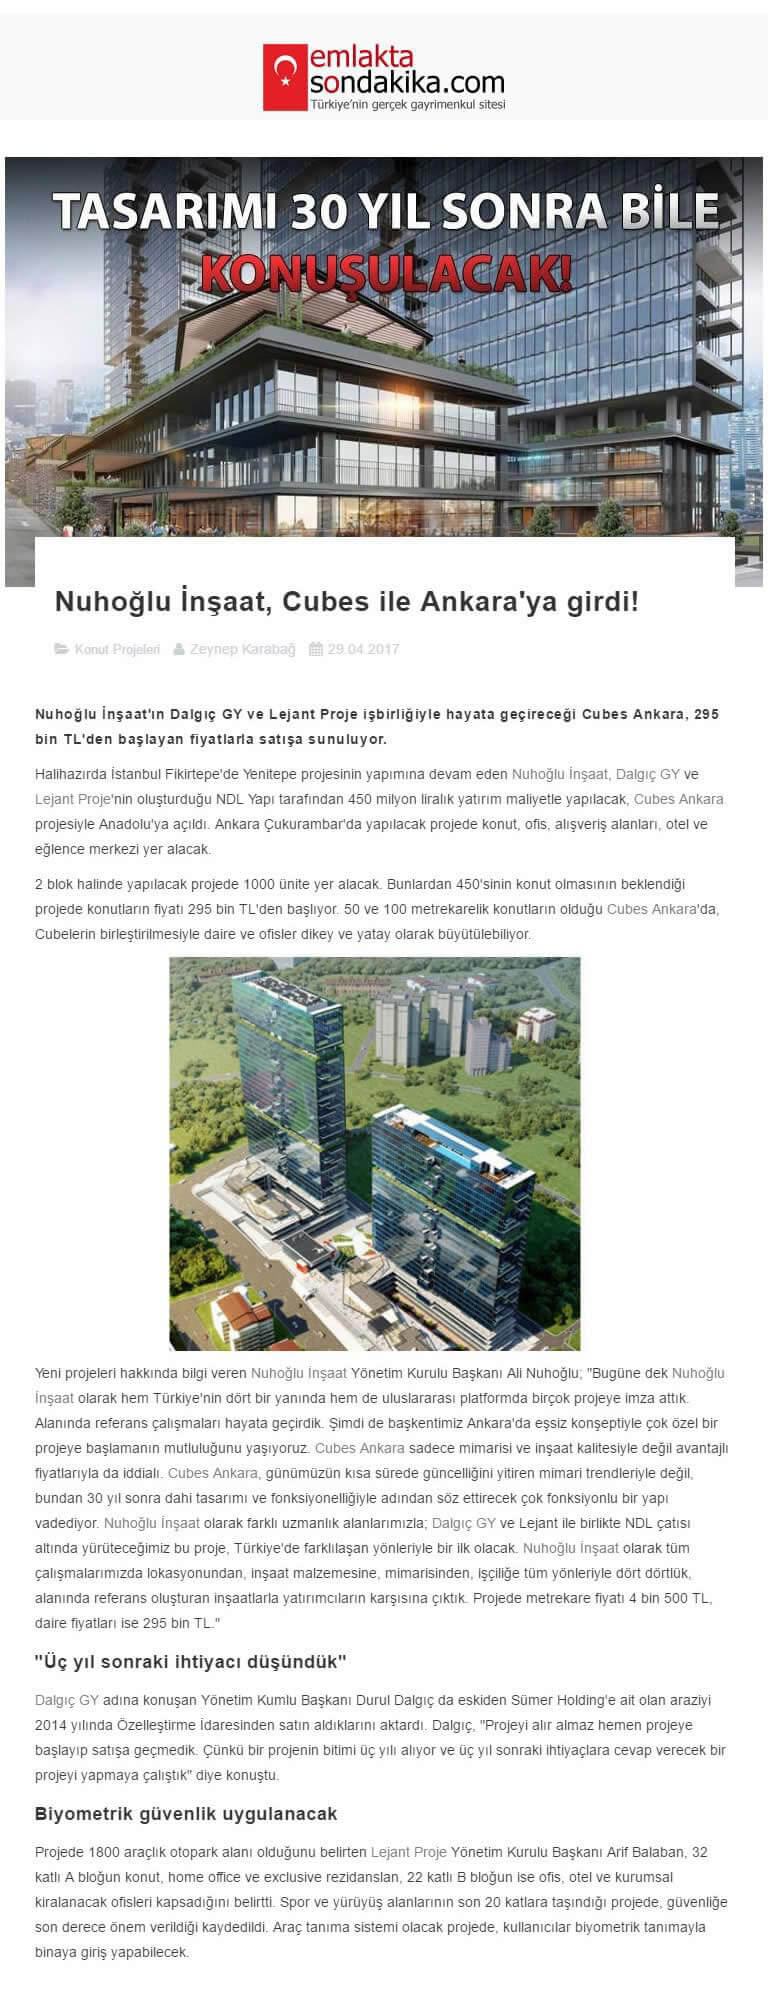 emlakta
sondakika.com
Türkiye'nin gerçek gayrimenkul sitesi
TASARIMI 30 YIL SONRA BİLE
KONUŞULACAK!
Nuhoğlu İnşaat, Cubes ile Ankara'ya girdi!
Konut Projeleri Zeynep Karabağ 29.04.2017
Nuhoğlu İnşaat'ın Dalgıç GY ve Lejant Proje işbirliğiyle hayata geçireceği Cubes Ankara, 295
bin TL'den başlayan fiyatlarla satışa sunuluyor.
Halihazırda İstanbul Fikirtepe'de Yenitepe projesinin yapımına devam eden Nuhoğlu İnşaat, Dalgıç GY ve
Lejant Proje'nin oluşturduğu NDL Yapı tarafından 450 milyon liralık yatırım maliyetle yapılacak, Cubes Ankara
projesiyle Anadolu'ya açıldı. Ankara Çukurambar'da yapılacak projede konut, ofis, alışveriş alanları, otel ve
eğlence merkezi yer alacak.
2 blok halinde yapılacak projede 1000 ünite yer alacak. Bunlardan 450'sinin konut olmasının beklendiği
projede konutların fiyatı 295 bin TL'den başlıyor. 50 ve 100 metrekarelik konutların olduğu Cubes Ankara'da,
Cubelerin birleştirilmesiyle daire ve ofisler dikey ve yatay olarak büyütülebiliyor.
Yeni projeleri hakkında bilgi veren Nuhoğlu İnşaat Yönetim Kurulu Başkanı Ali Nuhoğlu; "Bugüne dek Nuhoğlu
İnşaat olarak hem Türkiye'nin dört bir yanında hem de uluslararası platformda birçok projeye imza attık.
Alanında referans çalışmaları hayata geçirdik. Şimdi de başkentimiz Ankara'da eşsiz konşeptiyle çok özel bir
projeye başlamanın mutluluğunu yaşıyoruz. Cubes Ankara sadece mimarisi ve inşaat kalitesiyle değil avantajlı
fiyatlarıyla da iddialı. Cubes Ankara, günümüzün kısa sürede güncelliğini yitiren mimari trendleriyle değil,
bundan 30 yıl sonra dahi tasarımı ve fonksiyonelliğiyle adından söz ettirecek çok fonksiyonlu bir yapı
vadediyor. Nuhoğlu İnşaat olarak farklı uzmanlık alanlarımızla; Dalgıç GY ve Lejant ile birlikte NDL çatısı
altında yürüteceğimiz bu proje, Türkiye'de farklılaşan yönleriyle bir ilk olacak. Nuhoğlu İnşaat olarak tüm
çalışmalarımızda lokasyonundan, inşaat malzemesine, mimarisinden, işçiliğe tüm yönleriyle dört dörtlük,
alanında referans oluşturan inşaatlarla yatırımcıların karşısına çıktık. Projede metrekare fiyatı 4 bin 500 TL,
daire fiyatları ise 295 bin TL."
"Üç yıl sonraki ihtiyacı düşündük"
Dalgıç GY adına konuşan Yönetim Kumlu Başkanı Durul Dalgıç da eskiden Sümer Holding'e ait olan araziyi
2014 yılında Özelleştirme İdaresinden satın aldıklarını aktardı. Dalgıç, "Projeyi alır almaz hemen projeye
başlayıp satışa geçmedik. Çünkü bir projenin bitimi üç yılı alıyor ve üç yıl sonraki ihtiyaçlara cevap verecek bir
projeyi yapmaya çalıştık" diye konuştu.
Biyometrik güvenlik uygulanacak
Projede 1800 araçlık otopark alanı olduğunu belirten Lejant Proje Yönetim Kurulu Başkanı Arif Balaban, 32
katlı A bloğun konut, home office ve exclusive rezidanslan, 22 katlı B bloğun ise ofis, otel ve kurumsal
kiralanacak ofisleri kapsadığını belirtti. Spor ve yürüyüş alanlarının son 20 katlara taşındığı projede, güvenliğe
son derece önem verildiği kaydedildi. Araç tanıma sistemi olacak projede, kullanıcılar biyometrik tanımayla
binaya giriş yapabilecek.